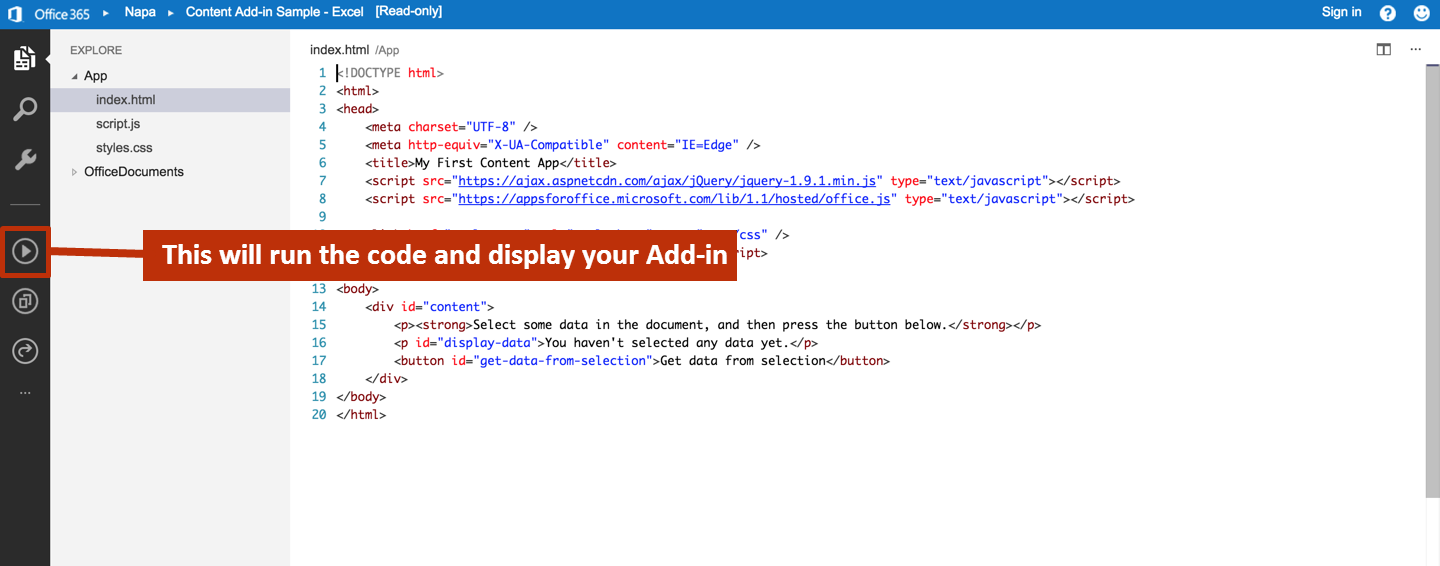 Office 365 ▸ Napa ▸ Content Add-in Sample - Excel [Read-only] Sign in ?
EXPLORE
App
index.html
script.js
styles.css
OfficeDocuments
index.html /App
1 <!DOCTYPE html>
2 <html>
3 <head>
4 <meta charset="UTF-8" />
5 <meta http-equiv="X-UA-Compatible" content="IE=Edge" />
6 <title>My First Content App</title>
7 <script src="https://ajax.aspnetcdn.com/ajax/jQuery/jquery-1.9.1.min.js" type="text/javascript"></script>
8 <script src="https://appsforoffice.microsoft.com/lib/1.1/hosted/office.js" type="text/javascript"></script>
9
/css" />
ript>
This will run the code and display your Add-in
13 <body>
14 <div id="content">
15 <p><strong>Select some data in the document, and then press the button below.</strong></p>
16 <p id="display-data">You haven't selected any data yet.</p>
17 <button id="get-data-from-selection">Get data from selection</button>
18 </div>
19 </body>
20 </html>